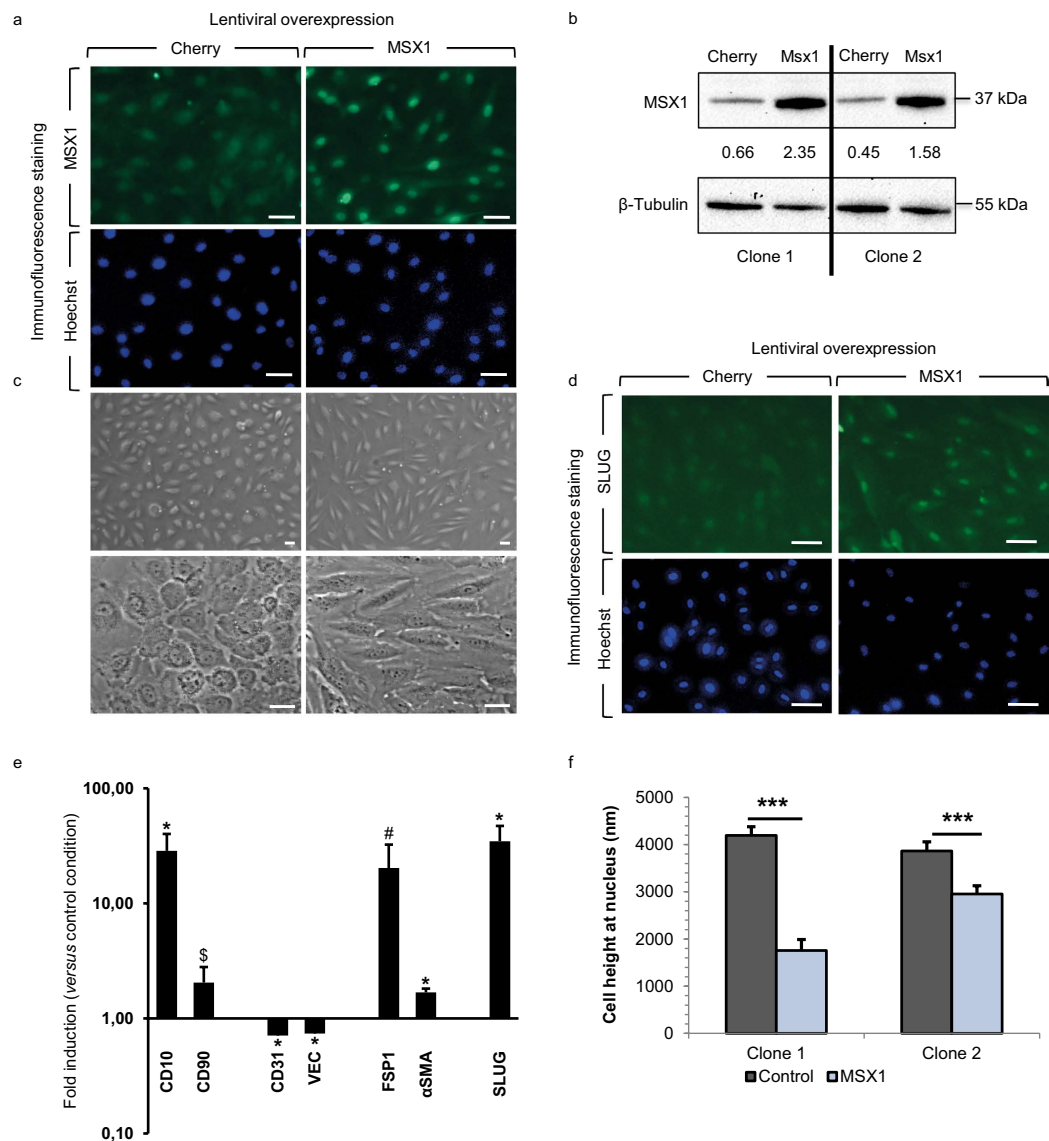 a
Lentiviral overexpression
Cherry
MSX1
Immunofluorescence staining
MSX1
Hoechst
b
Cherry
Msx1
Cherry
Msx1
MSX1
37 kDa
0.66
2.35
0.45
1.58
β-Tubulin
55 kDa
Clone 1
Clone 2
c
d
Lentiviral overexpression
Cherry
MSX1
Immunofluorescence staining
SLUG
Hoechst
e
Fold induction (versus control condition)
100,00
10,00
1,00
0,10
*
$
*
*
#
*
*
CD10
CD90
CD31
VEC
FSP1
αSMA
SLUG
f
Cell height at nucleus (nm)
5000
4000
3000
2000
1000
0
***
***
Clone 1
Clone 2
Control
MSX1